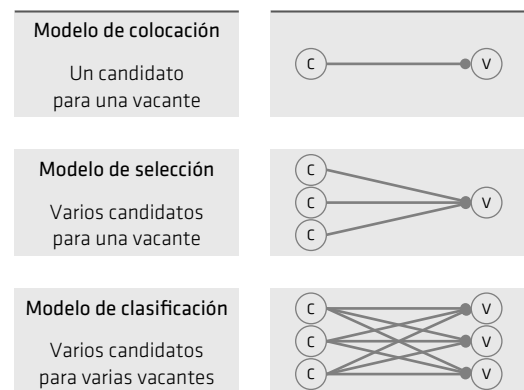 Modelo de colocación
Un candidato
para una vacante
C
V
Modelo de selección
Varios candidatos
para una vacante
C
C
C
V
Modelo de clasificación
Varios candidatos
para varias vacantes
C
V
C
V
C
V